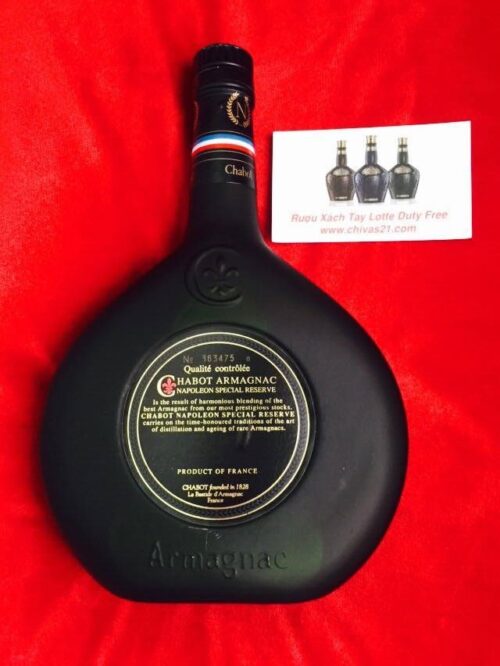 N
Chabot
Ruou Xách Tay Lotte Duty Free
www.chivas21.com
Nr 363475 e
Qualité contrôlée
CHABOT ARMAGNAC
NAPOLEON SPECIAL RESERVE
Is the result of harmonious blending of the
best Armagnac from our most prestigious stocks.
CHABOT NAPOLEON SPECIAL RESERVE
carries on the time-honoured traditions of the art
of distillation and ageing of rare Armagnacs.
PRODUCT OF FRANCE
CHABOT founded in 1828
La Bastide d'Armagnac
France
Armagnac